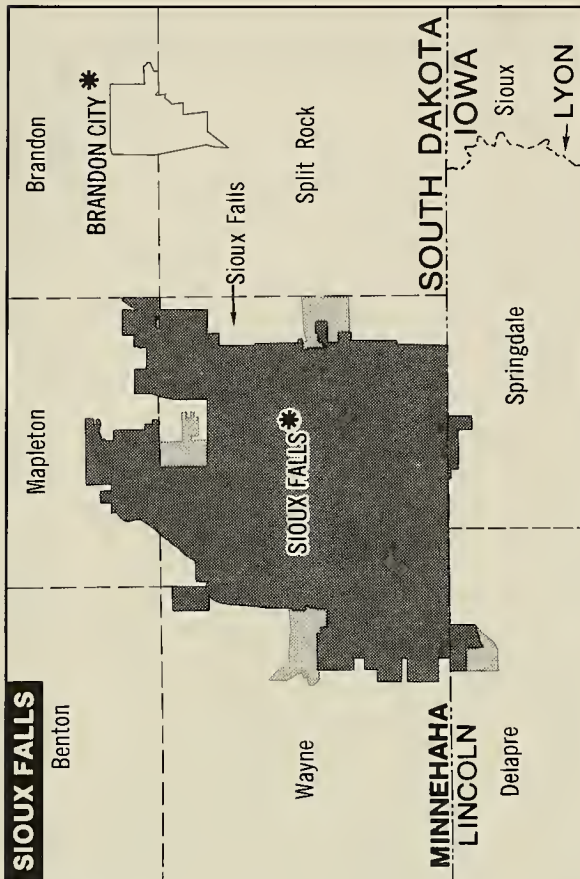 SIOUX FALLS
Benton
Mapleton
Brandon
BRANDON CITY *
Wayne
SIOUX FALLS *
Sioux Falls
Split Rock
MINNEHAHA
LINCOLN
SOUTH DAKOTA
IOWA
Delapre
Springdale
Sioux
LYON